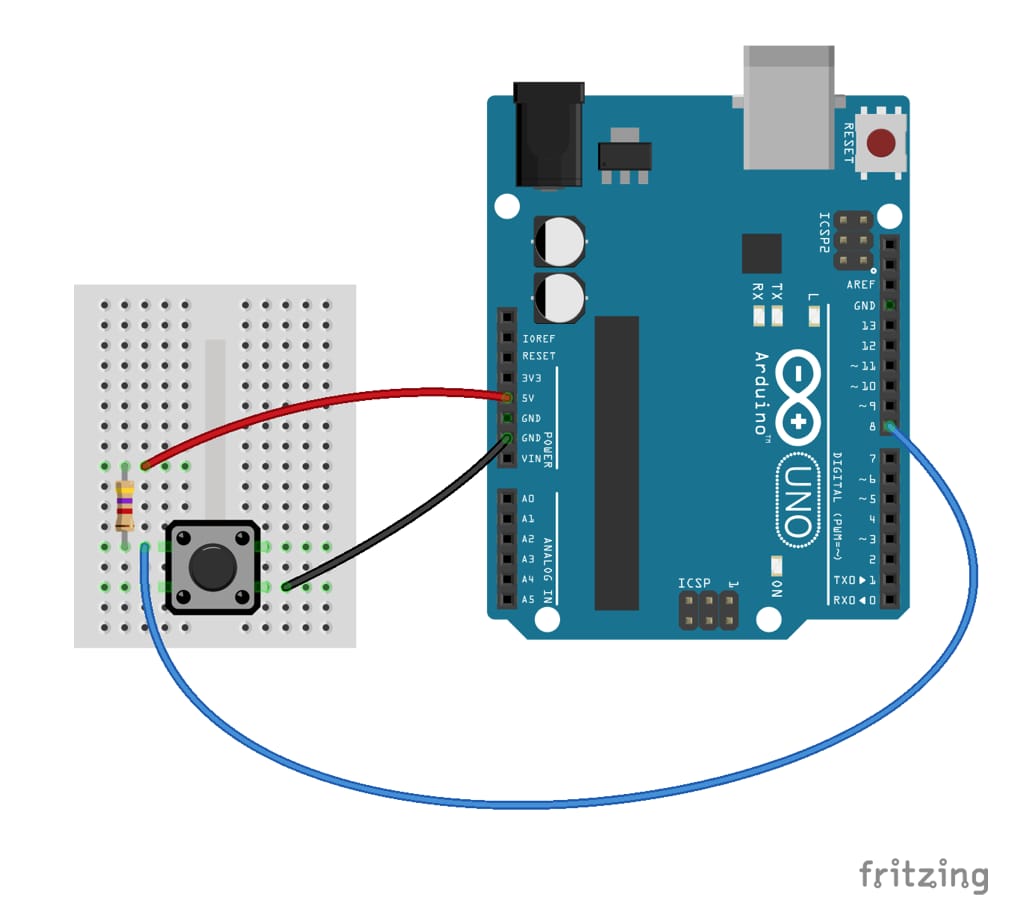 RESET
ICSP2
AREF
GND
13
12
~11
~10
~9
8
RX
TX
L
IOREF
RESET
3V3
5V
GND
GND
VIN
POWER
Arduino™
UNO
DIGITAL (PWM=~)
7
~6
~5
4
~3
2
TX0▶1
RX0◀0
A0
A1
A2
A3
A4
A5
ANALOG IN
ICSP
1
ON
fritzing